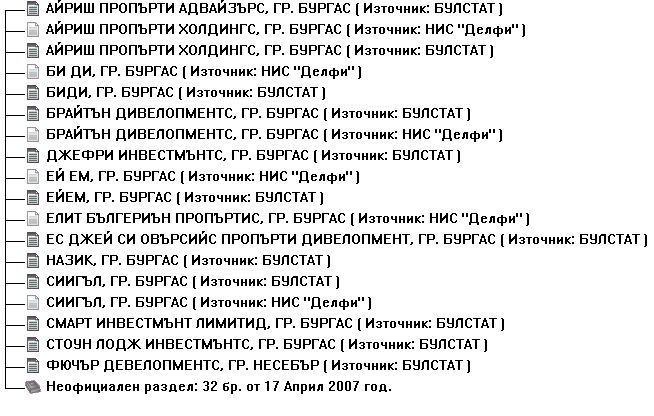 АЙРИШ ПРОПЪРТИ АДВАЙЗЪРС, ГР. БУРГАС ( Източник: БУЛСТАТ )
АЙРИШ ПРОПЪРТИ ХОЛДИНГС, ГР. БУРГАС ( Източник: НИС "Делфи" )
АЙРИШ ПРОПЪРТИ ХОЛДИНГС, ГР. БУРГАС ( Източник: БУЛСТАТ )
БИ ДИ, ГР. БУРГАС ( Източник: НИС "Делфи" )
БИДИ, ГР. БУРГАС ( Източник: БУЛСТАТ )
БРАЙТЪН ДИВЕЛОПМЕНТС, ГР. БУРГАС ( Източник: БУЛСТАТ )
БРАЙТЪН ДИВЕЛОПМЕНТС, ГР. БУРГАС ( Източник: НИС "Делфи" )
ДЖЕФРИ ИНВЕСТМЪНТС, ГР. БУРГАС ( Източник: БУЛСТАТ )
ЕЙ ЕМ, ГР. БУРГАС ( Източник: НИС "Делфи" )
ЕЙЕМ, ГР. БУРГАС ( Източник: БУЛСТАТ )
ЕЛИТ БЪЛГЕРИЪН ПРОПЪРТИС, ГР. БУРГАС ( Източник: НИС "Делфи" )
ЕС ДЖЕЙ СИ ОВЪРСИЙС ПРОПЪРТИ ДИВЕЛОПМЕНТ, ГР. БУРГАС ( Източник: БУЛСТАТ )
НАЗИК, ГР. БУРГАС ( Източник: БУЛСТАТ )
СИИГЪЛ, ГР. БУРГАС ( Източник: БУЛСТАТ )
СИИГЪЛ, ГР. БУРГАС ( Източник: НИС "Делфи" )
СМАРТ ИНВЕСТМЪНТ ЛИМИТИД, ГР. БУРГАС ( Източник: БУЛСТАТ )
СТОУН ЛОДЖ ИНВЕСТМЪНТС, ГР. БУРГАС ( Източник: БУЛСТАТ )
ФЮЧЪР ДЕВЕЛОПМЕНТС, ГР. НЕСЕБЪР ( Източник: БУЛСТАТ )
Неофициален раздел: 32 бр. от 17 Април 2007 год.